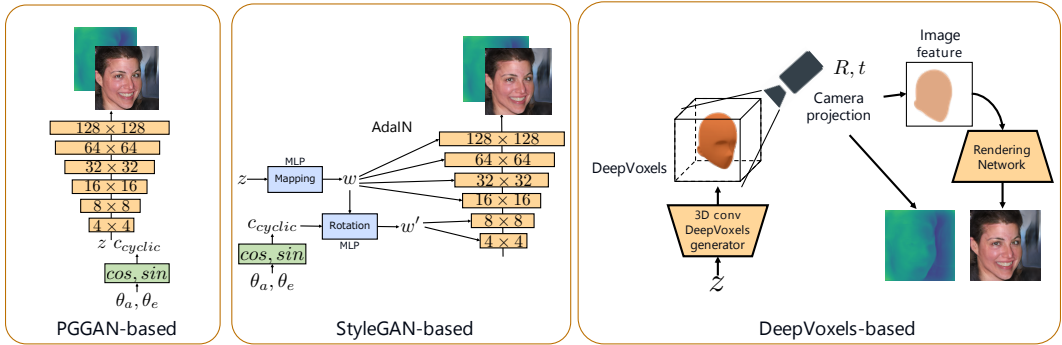 128 × 128
64 × 64
32 × 32
16 × 16
8 × 8
4 × 4
z c_cyclic
cos, sin
θ_a, θ_e
PGGAN-based
AdaIN
128 × 128
64 × 64
32 × 32
16 × 16
8 × 8
4 × 4
MLP
z
Mapping
w
c_cyclic
Rotation
w'
MLP
cos, sin
θ_a, θ_e
StyleGAN-based
Image
feature
R, t
Camera
projection
DeepVoxels
Rendering
Network
3D conv
DeepVoxels
generator
z
DeepVoxels-based